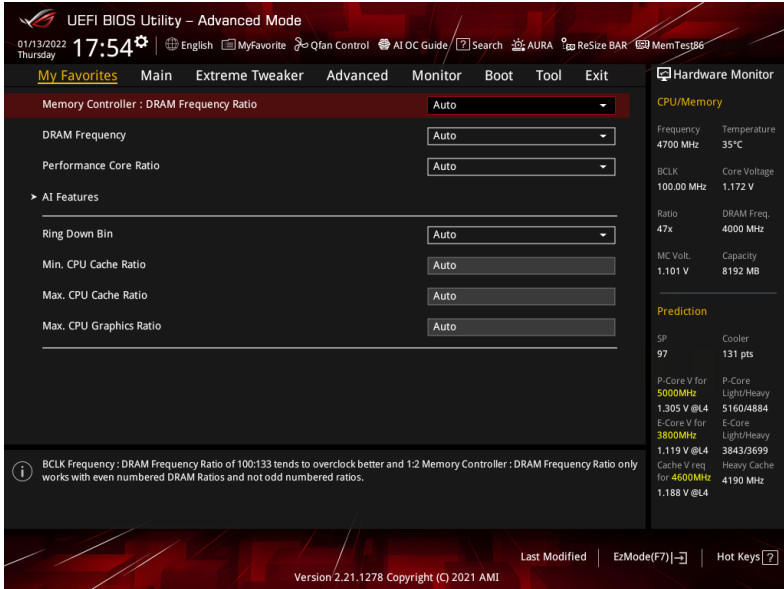 UEFI BIOS Utility – Advanced Mode
01/13/2022
Thursday
17:54
English
MyFavorite
Qfan Control
AI OC Guide
? Search
AURA
ReSize BAR
MemTest86
My Favorites Main Extreme Tweaker Advanced Monitor Boot Tool Exit
Memory Controller : DRAM Frequency Ratio Auto
DRAM Frequency Auto
Performance Core Ratio Auto
AI Features
Ring Down Bin Auto
Min. CPU Cache Ratio Auto
Max. CPU Cache Ratio Auto
Max. CPU Graphics Ratio Auto
BCLK Frequency : DRAM Frequency Ratio of 100:133 tends to overclock better and 1:2 Memory Controller : DRAM Frequency Ratio only
works with even numbered DRAM Ratios and not odd numbered ratios.
Hardware Monitor
CPU/Memory
Frequency Temperature
4700 MHz 35°C
BCLK Core Voltage
100.00 MHz 1.172 V
Ratio DRAM Freq.
47x 4000 MHz
MC Volt. Capacity
1.101 V 8192 MB
Prediction
SP Cooler
97 131 pts
P-Core V for P-Core
5000MHz Light/Heavy
1.305 V @L4 5160/4884
E-Core V for E-Core
3800MHz Light/Heavy
1.119 V @L4 3843/3699
Cache V req Heavy Cache
for 4600MHz 4190 MHz
1.188 V @L4
Last Modified EzMode(F7) Hot Keys ?
Version 2.21.1278 Copyright (C) 2021 AMI